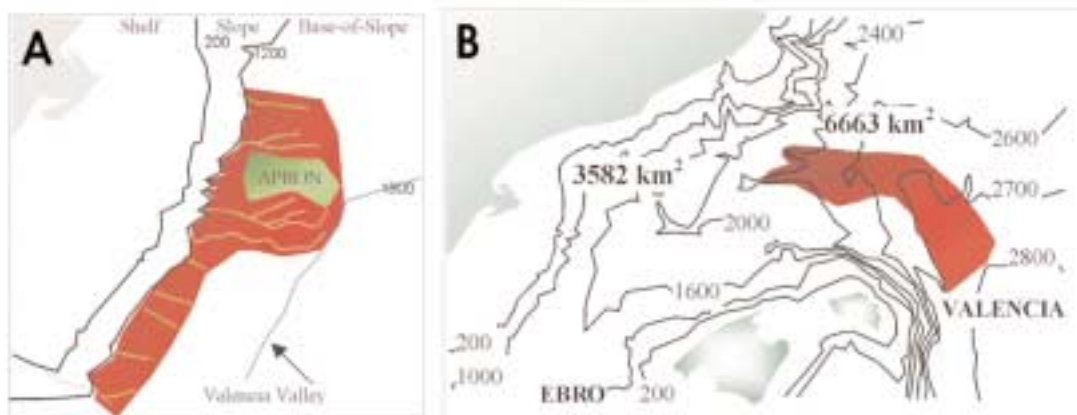 A
Shelf
Slope
Base-of-Slope
200
1200
APRON
1800
Valencia Valley
B
2400
6663 km²
2600
3582 km²
2700
2000
2800
1600
VALENCIA
200
1000
EBRO
200